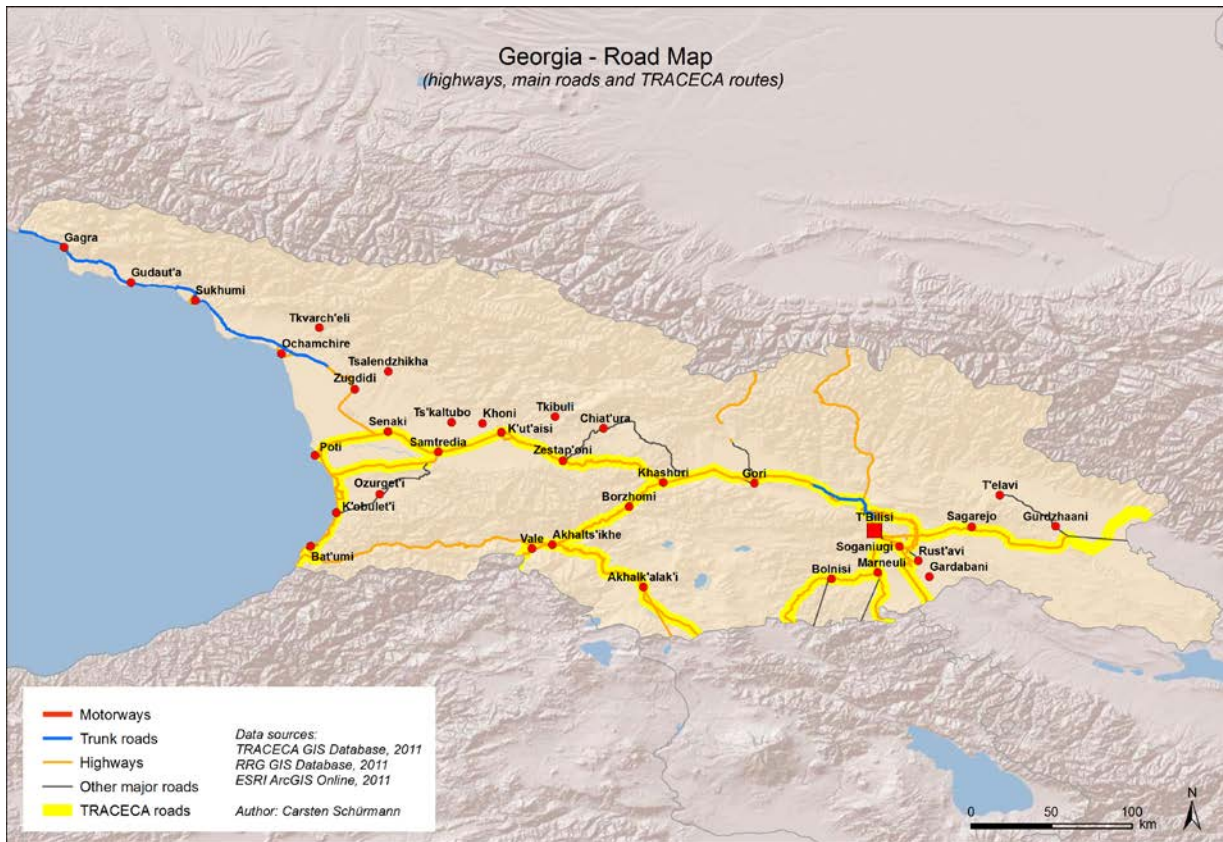 Georgia - Road Map
(highways, main roads and TRACECA routes)
Gagra
Gudaut'a
Sukhumi
Tkvarch'eli
Ochamchire
Tsalendzhikha
Zugdidi
Ts'kaltubo
Khoni
Tkibuli
Chiat'ura
Senaki
K'ut'aisi
Samtredia
Poti
Zestap'oni
Khashuri
Gori
Ozurget'i
K'obulet'i
Borzhomi
T'elavi
T'Bilisi
Sagarejo
Gurdzhaani
Bat'umi
Vale
Akhalts'ikhe
Soganiugi
Rust'avi
Marneuli
Gardabani
Bolnisi
Akhalk'alak'i
Motorways
Trunk roads
Highways
Other major roads
TRACECA roads
Data sources:
TRACECA GIS Database, 2011
RRG GIS Database, 2011
ESRI ArcGIS Online, 2011
Author: Carsten Schürmann
N
0 50 100
km